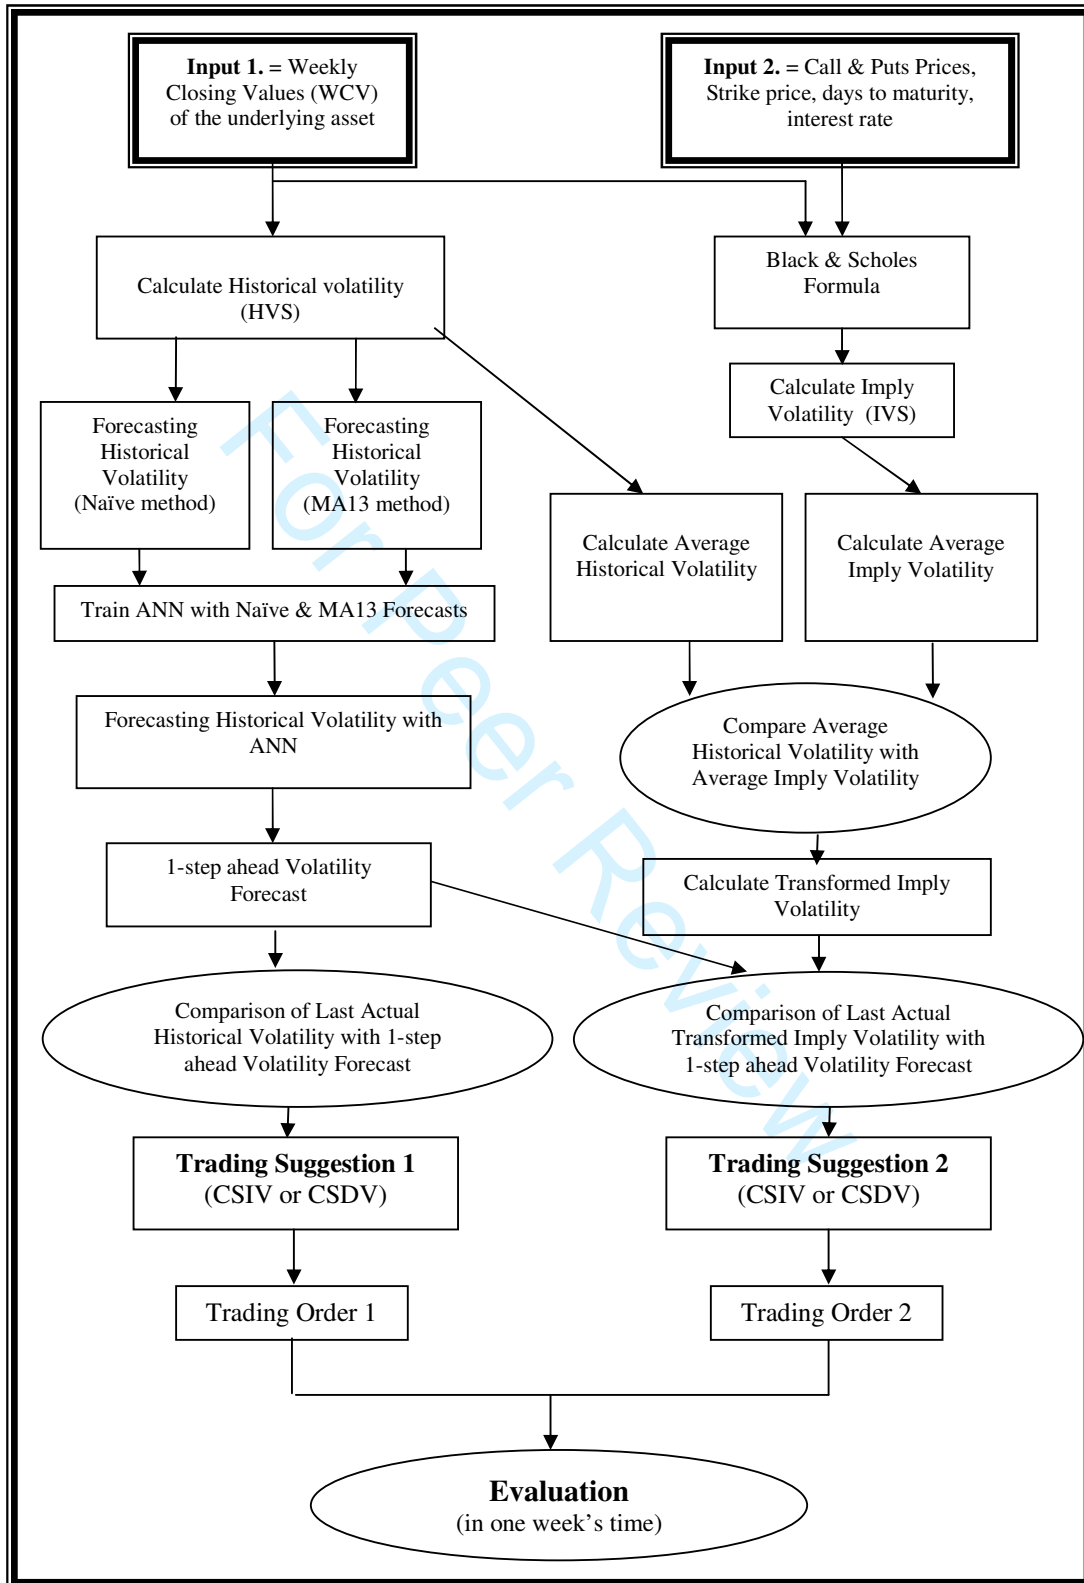 Input 1. = Weekly
Closing Values (WCV)
of the underlying asset
Input 2. = Call & Puts Prices,
Strike price, days to maturity,
interest rate
Calculate Historical volatility
(HVS)
Black & Scholes
Formula
Calculate Imply
Volatility (IVS)
Forecasting
Historical
Volatility
(Naïve method)
Forecasting
Historical
Volatility
(MA13 method)
Calculate Average
Historical Volatility
Calculate Average
Imply Volatility
Train ANN with Naïve & MA13 Forecasts
Forecasting Historical Volatility with
ANN
Compare Average
Historical Volatility with
Average Imply Volatility
1-step ahead Volatility
Forecast
Calculate Transformed Imply
Volatility
Comparison of Last Actual
Historical Volatility with 1-step
ahead Volatility Forecast
Comparison of Last Actual
Transformed Imply Volatility with
1-step ahead Volatility Forecast
Trading Suggestion 1
(CSIV or CSDV)
Trading Suggestion 2
(CSIV or CSDV)
Trading Order 1
Trading Order 2
Evaluation
(in one week's time)
For Peer Review